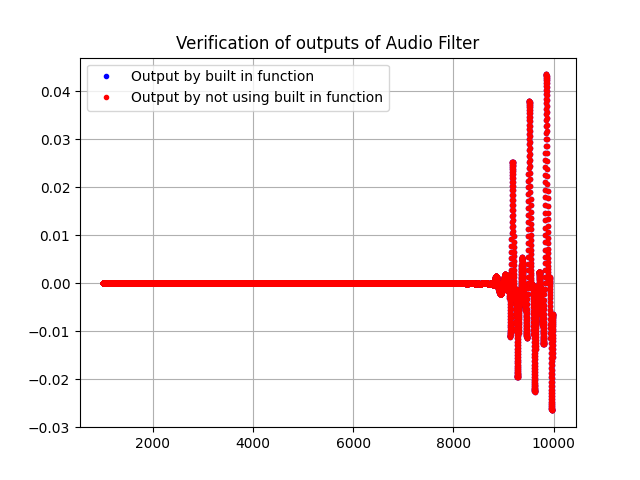 Verification of outputs of Audio Filter
Output by built in function
Output by not using built in function
0.04
0.03
0.02
0.01
0.00
−0.01
−0.02
−0.03
2000 4000 6000 8000 10000